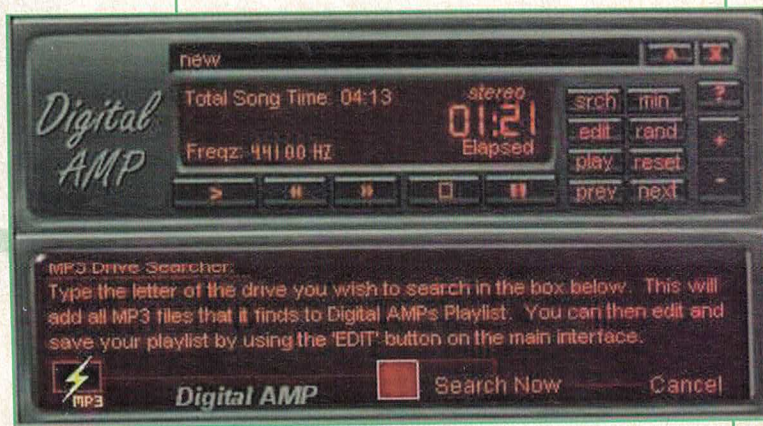 new
Digital
AMP
Total Song Time: 04:13
stereo
01:21
Elapsed
Freqz: 44100 HZ
srch min ?
edit rand +
play reset
prev next -
MP3 Drive Searcher:
Type the letter of the drive you wish to search in the box below. This will
add all MP3 files that it finds to Digital AMPs Playlist. You can then edit and
save your playlist by using the 'EDIT' button on the main interface.
MP3
Digital AMP
Search Now
Cancel